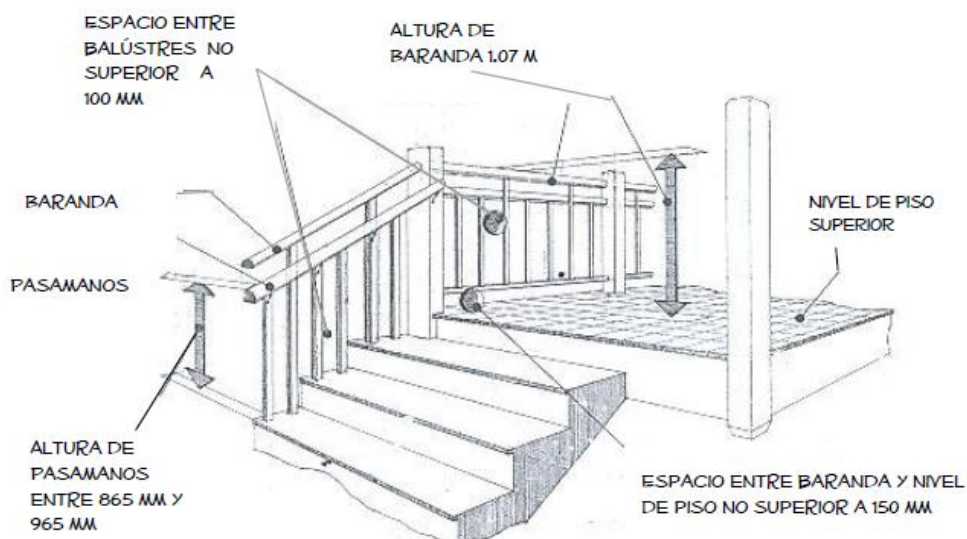 ESPACIO ENTRE
BALÚSTRES NO
SUPERIOR A
100 MM
ALTURA DE
BARANDA 1.07 M
BARANDA
PASAMANOS
NIVEL DE PISO
SUPERIOR
ALTURA DE
PASAMANOS
ENTRE 865 MM Y
965 MM
ESPACIO ENTRE BARANDA Y NIVEL
DE PISO NO SUPERIOR A 150 MM